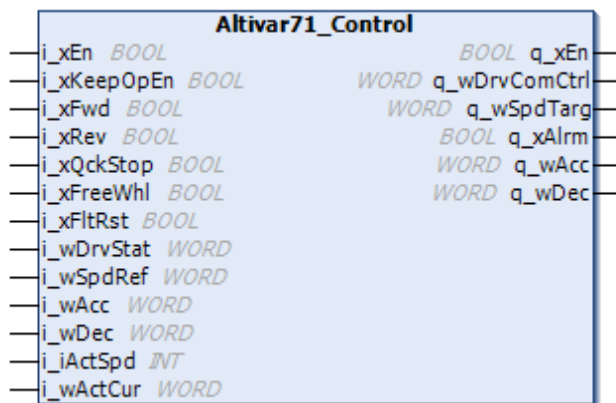 Altivar71_Control
i_xEn BOOL BOOL q_xEn
i_xKeepOpEn BOOL WORD q_wDrvComCtrl
i_xFwd BOOL WORD q_wSpdTarg
i_xRev BOOL BOOL q_xAlrm
i_xQckStop BOOL WORD q_wAcc
i_xFreeWhl BOOL WORD q_wDec
i_xFltRst BOOL
i_wDrvStat WORD
i_wSpdRef WORD
i_wAcc WORD
i_wDec WORD
i_iActSpd INT
i_wActCur WORD